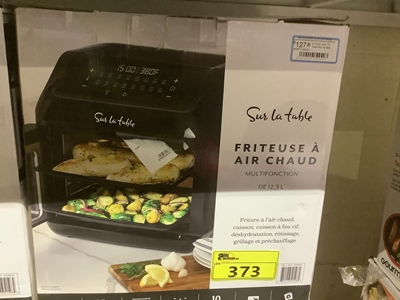 127
15:00 380F
Sur la table
Sur la table
FRITEUSE À
AIR CHAUD
MULTIFONCTION
DE 12,3 L
Friture à l'air chaud,
cuisson, cuisson à feu vif,
déshydratation, rôtissage,
grillage et préchauffage
373
10